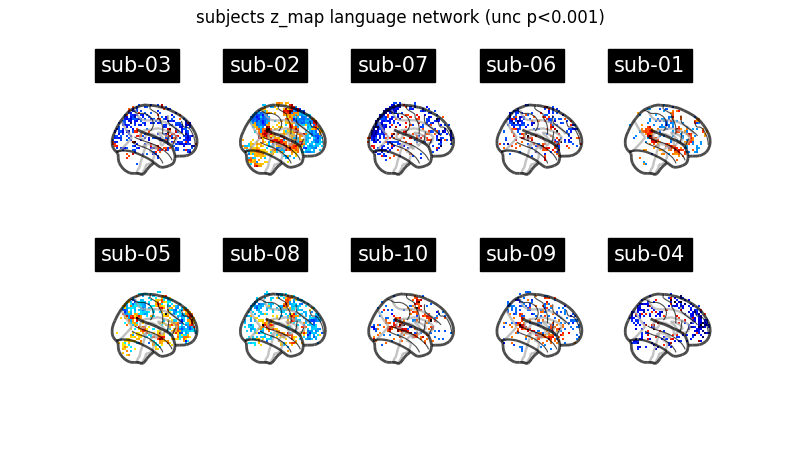 subjects z_map language network (unc p<0.001)
sub-03
sub-02
sub-07
sub-06
sub-01
sub-05
sub-08
sub-10
sub-09
sub-04